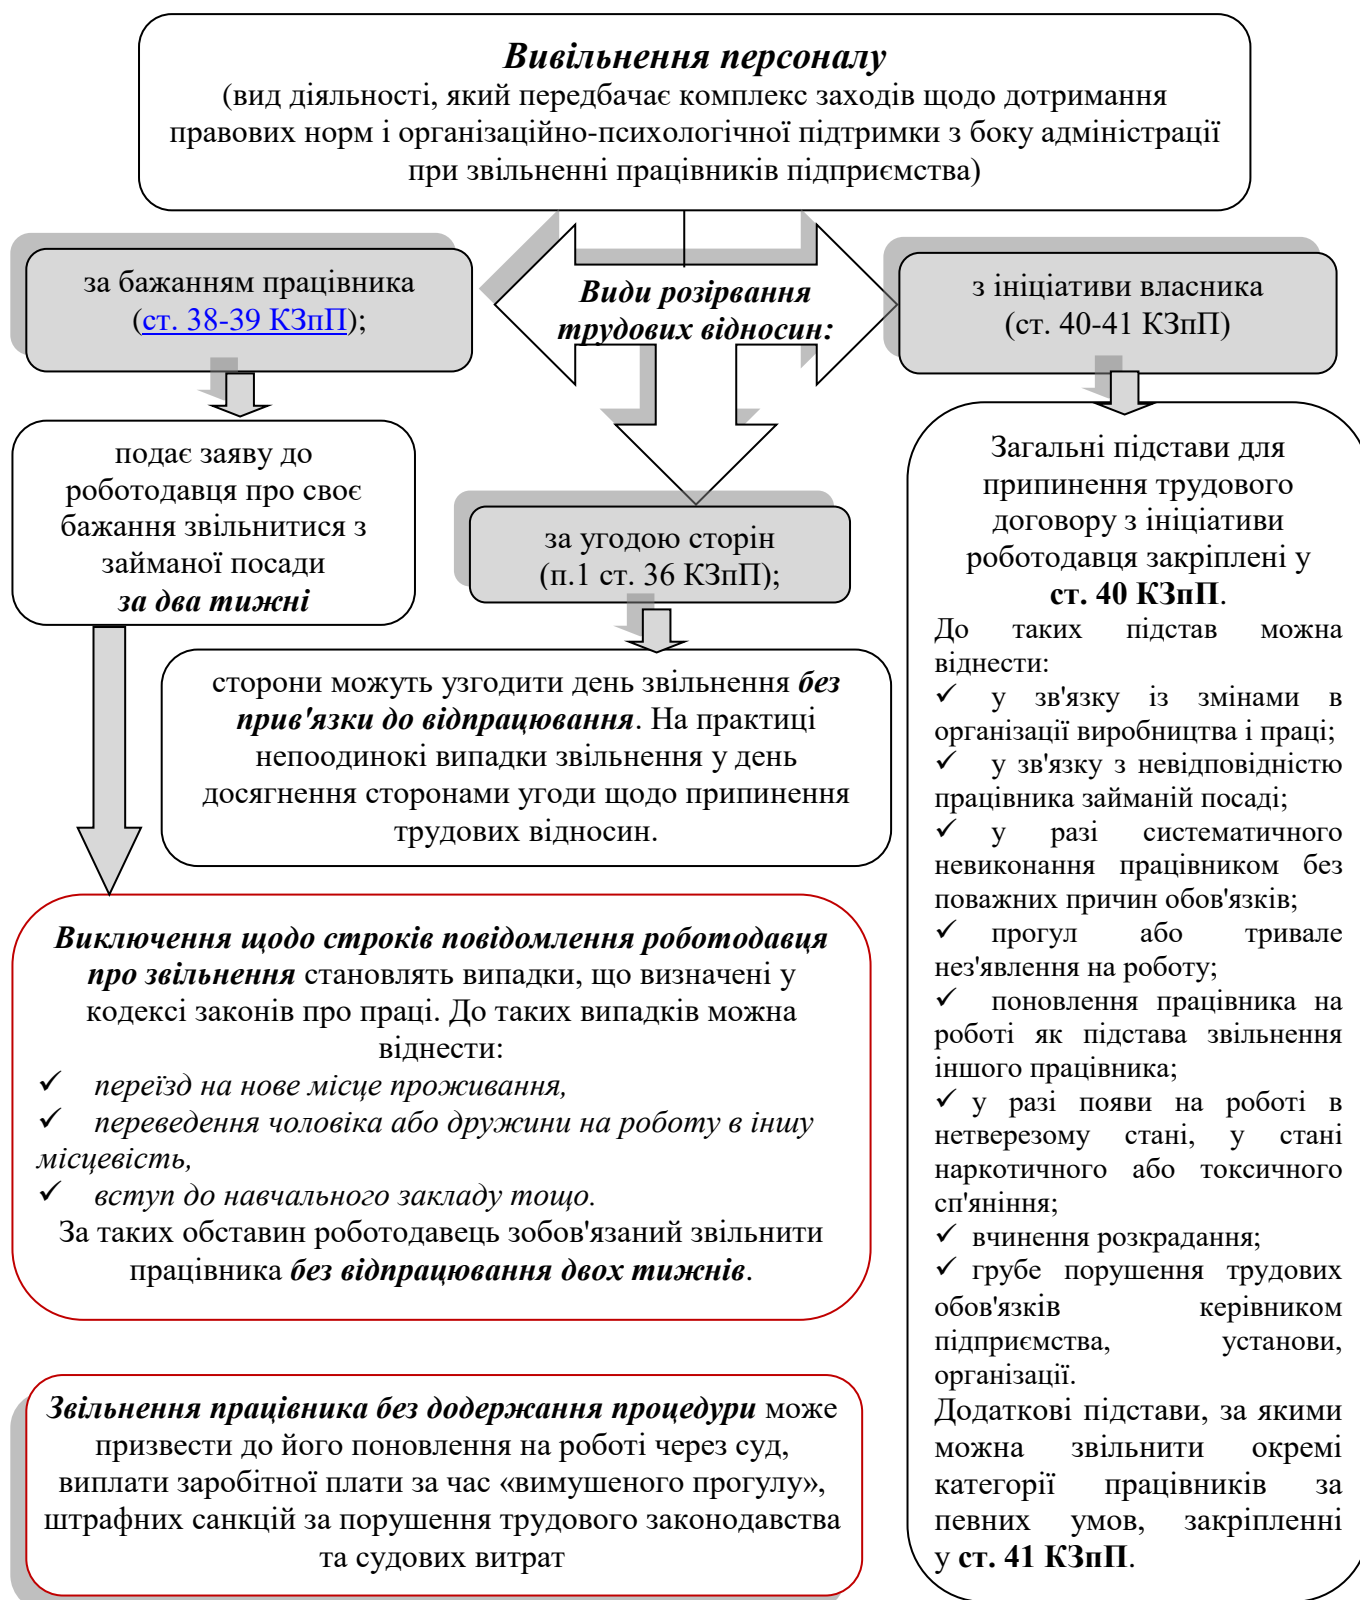 Вивільнення персоналу
(вид діяльності, який передбачає комплекс заходів щодо дотримання
правових норм і організаційно-психологічної підтримки з боку адміністрації
при звільненні працівників підприємства)
Види розірвання
трудових відносин:
за бажанням працівника
(ст. 38-39 КЗпП);
подає заяву до
роботодавця про своє
бажання звільнитися з
займаної посади
за два тижні
за угодою сторін
(п.1 ст. 36 КЗпП);
сторони можуть узгодити день звільнення без
прив'язки до відпрацювання. На практиці
непоодинокі випадки звільнення у день
досягнення сторонами угоди щодо припинення
трудових відносин.
Виключення щодо строків повідомлення роботодавця
про звільнення становлять випадки, що визначені у
кодексі законів про праці. До таких випадків можна
віднести:
✓ переїзд на нове місце проживання,
✓ переведення чоловіка або дружини на роботу в іншу
місцевість,
✓ вступ до навчального закладу тощо.
За таких обставин роботодавець зобов'язаний звільнити
працівника без відпрацювання двох тижнів.
Звільнення працівника без додержання процедури може
призвести до його поновлення на роботі через суд,
виплати заробітної плати за час «вимушеного прогулу»,
штрафних санкцій за порушення трудового законодавства
та судових витрат
з ініціативи власника
(ст. 40-41 КЗпП)
Загальні підстави для
припинення трудового
договору з ініціативи
роботодавця закріплені у
ст. 40 КЗпП.
До таких підстав можна
віднести:
✓ у зв'язку із змінами в
організації виробництва і праці;
✓ у зв'язку з невідповідністю
працівника займаній посаді;
✓ у разі систематичного
невиконання працівником без
поважних причин обов'язків;
✓ прогул або тривале
нез'явлення на роботу;
✓ поновлення працівника на
роботі як підстава звільнення
іншого працівника;
✓ у разі появи на роботі в
нетверезому стані, у стані
наркотичного або токсичного
сп'яніння;
✓ вчинення розкрадання;
✓ грубе порушення трудових
обов'язків керівником
підприємства, установи,
організації.
Додаткові підстави, за якими
можна звільнити окремі
категорії працівників за
певних умов, закріпленні
у ст. 41 КЗпП.